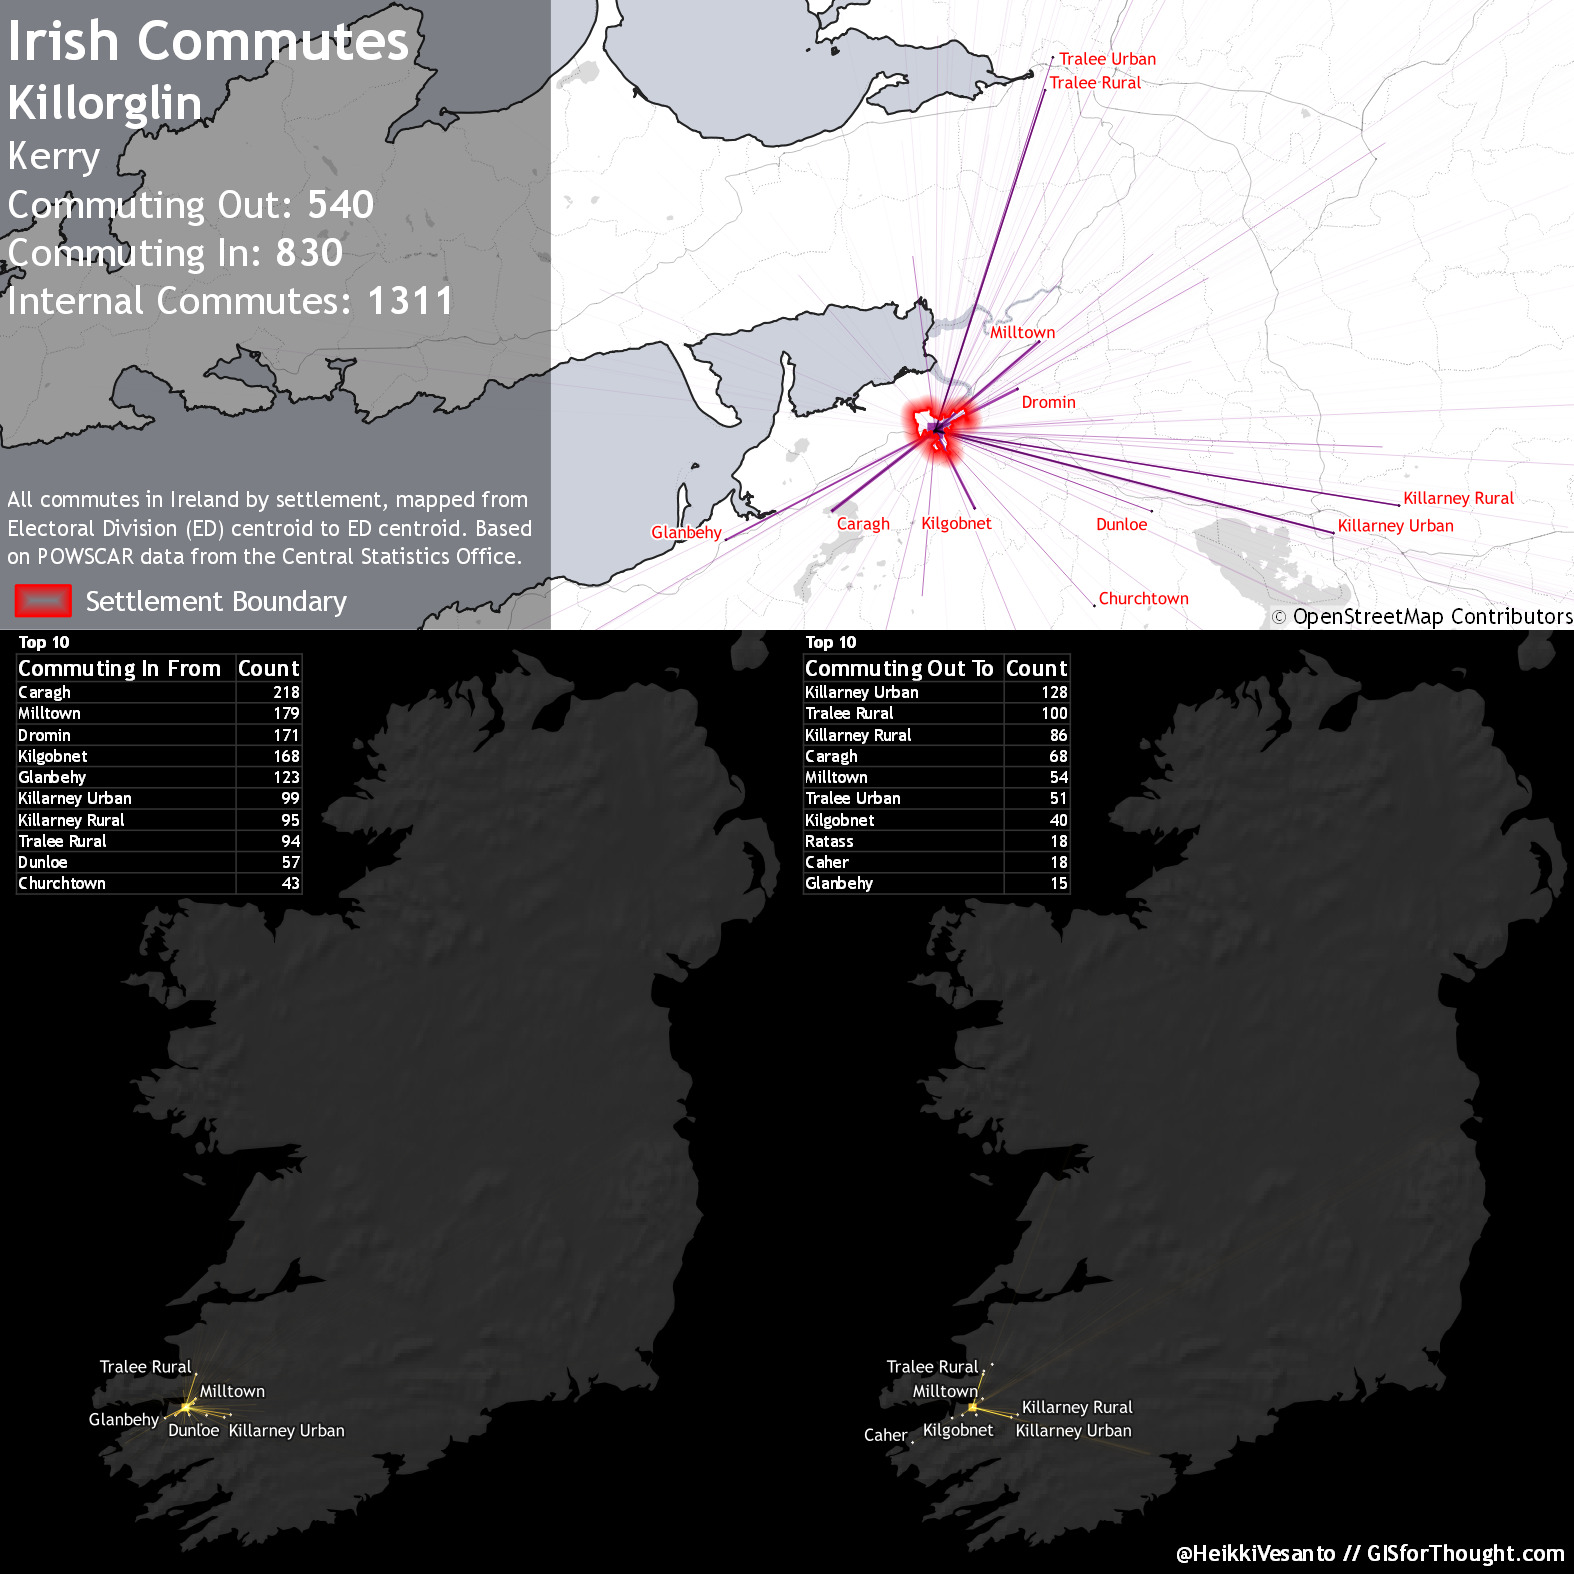 Irish Commutes
Killorglin
Kerry
Commuting Out: 540
Commuting In: 830
Internal Commutes: 1311
All commutes in Ireland by settlement, mapped from
Electoral Division (ED) centroid to ED centroid. Based
on POWSCAR data from the Central Statistics Office.
Settlement Boundary
Tralee Urban
Tralee Rural
Milltown
Dromin
Killarney Rural
Killarney Urban
Dunloe
Kilgobnet
Caragh
Glanbehy
Churchtown
© OpenStreetMap Contributors
Top 10
Commuting In From Count
Caragh 218
Milltown 179
Dromin 171
Kilgobnet 168
Glanbehy 123
Killarney Urban 99
Killarney Rural 95
Tralee Rural 94
Dunloe 57
Churchtown 43
Top 10
Commuting Out To Count
Killarney Urban 128
Tralee Rural 100
Killarney Rural 86
Caragh 68
Milltown 54
Tralee Urban 51
Kilgobnet 40
Ratass 18
Caher 18
Glanbehy 15
Tralee Rural
Milltown
Glanbehy
Dunloe
Killarney Urban
Tralee Rural
Milltown
Killarney Rural
Kilgobnet
Killarney Urban
Caher
@HeikkiVesanto // GISforThought.com